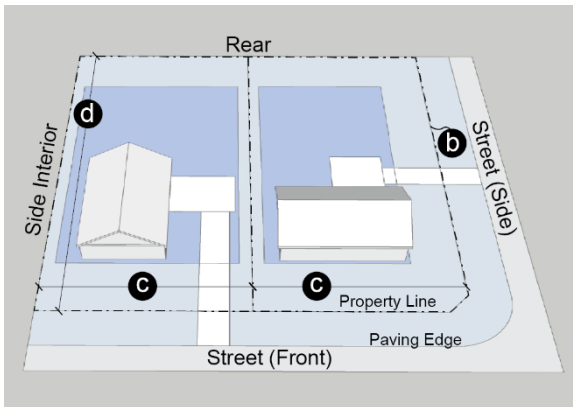 Rear
d
b
Side Interior
Street (Side)
c
c
Property Line
Paving Edge
Street (Front)